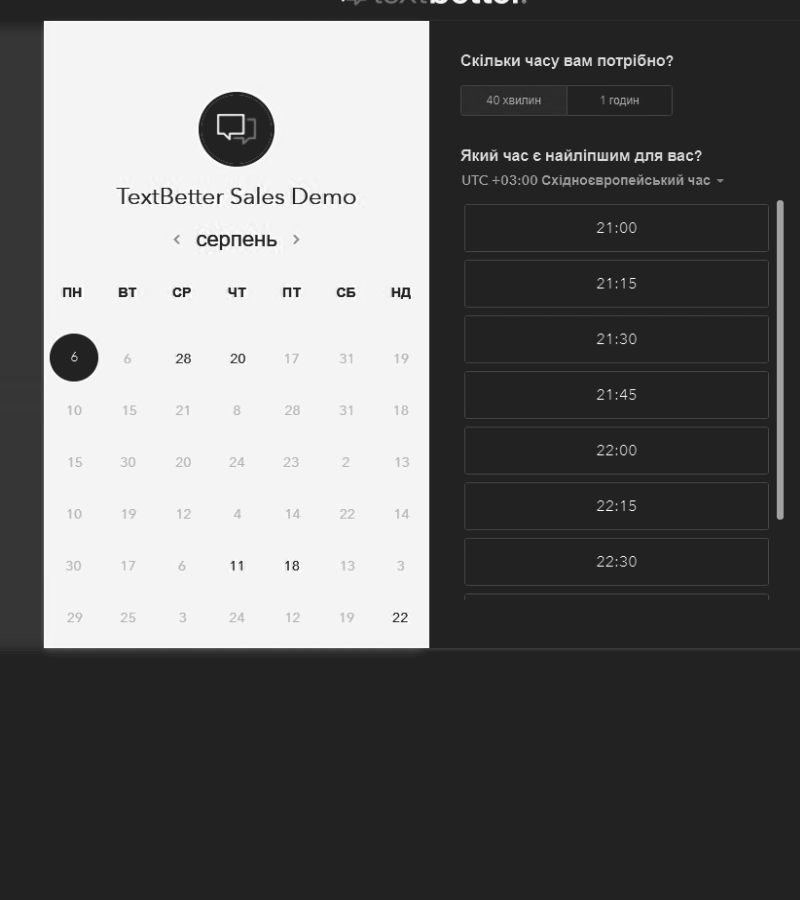 textbetter.
TextBetter Sales Demo
серпень
ПН ВТ СР ЧТ ПТ СБ НД
6 6 28 20 17 31 19
10 15 21 8 28 31 18
15 30 20 24 23 2 13
10 19 12 4 14 22 14
30 17 6 11 18 13 3
29 25 3 24 12 19 22
Скільки часу вам потрібно?
40 хвилин 1 годин
Який час є найліпшим для вас?
UTC +03:00 Східноєвропейський час
21:00
21:15
21:30
21:45
22:00
22:15
22:30